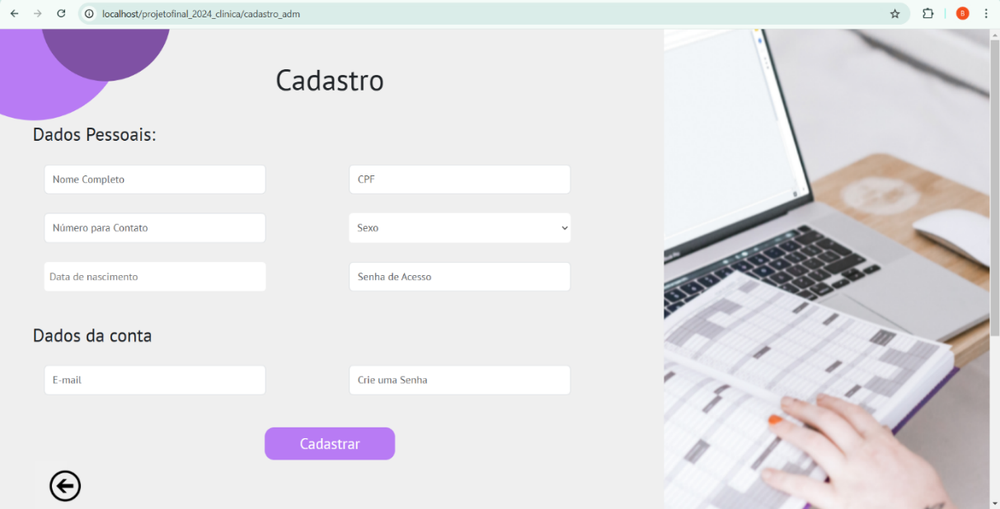 localhost/projetofinal_2024_clinica/cadastro_adm
B
Cadastro
Dados Pessoais:
Nome Completo
CPF
Número para Contato
Sexo
Data de nascimento
Senha de Acesso
Dados da conta
E-mail
Crie uma Senha
Cadastrar